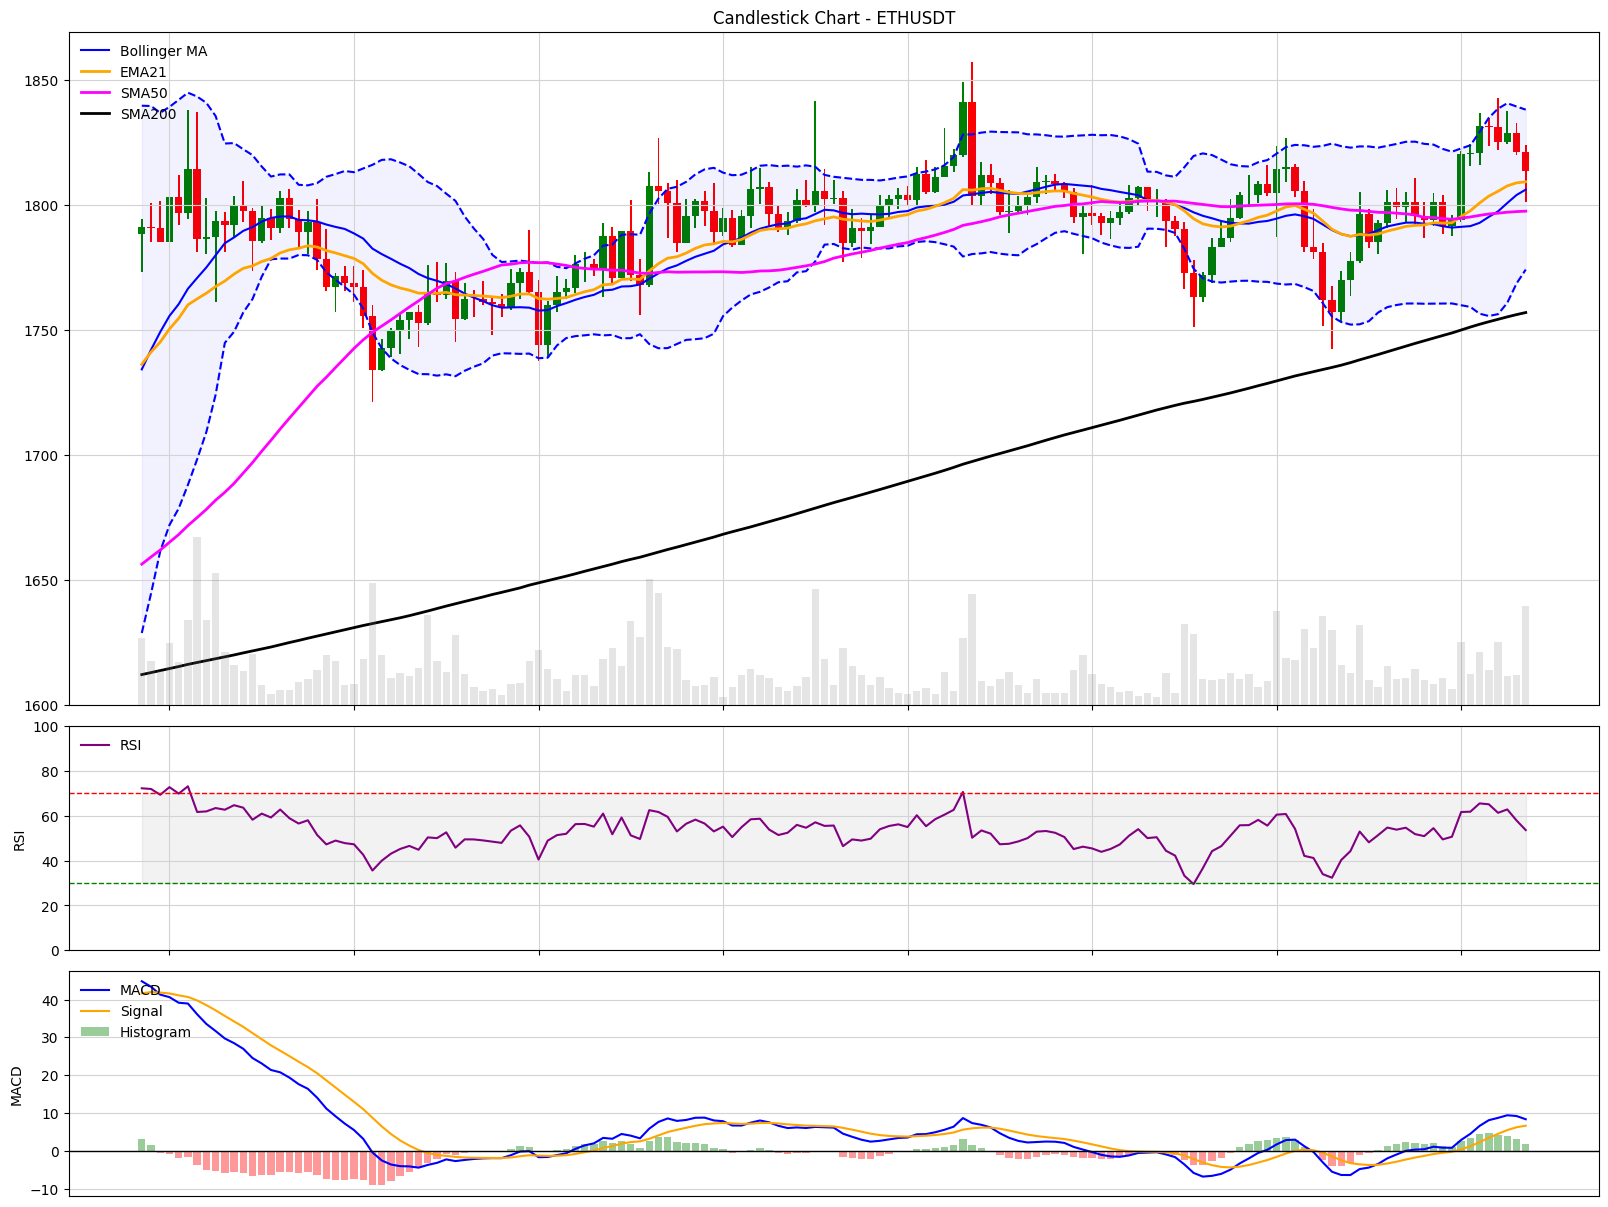 Candlestick Chart - ETHUSDT
Bollinger MA
EMA21
SMA50
SMA200
1850
1800
1750
1700
1650
1600
RSI
RSI
100
80
60
40
20
0
MACD
Signal
Histogram
MACD
40
30
20
10
0
−10